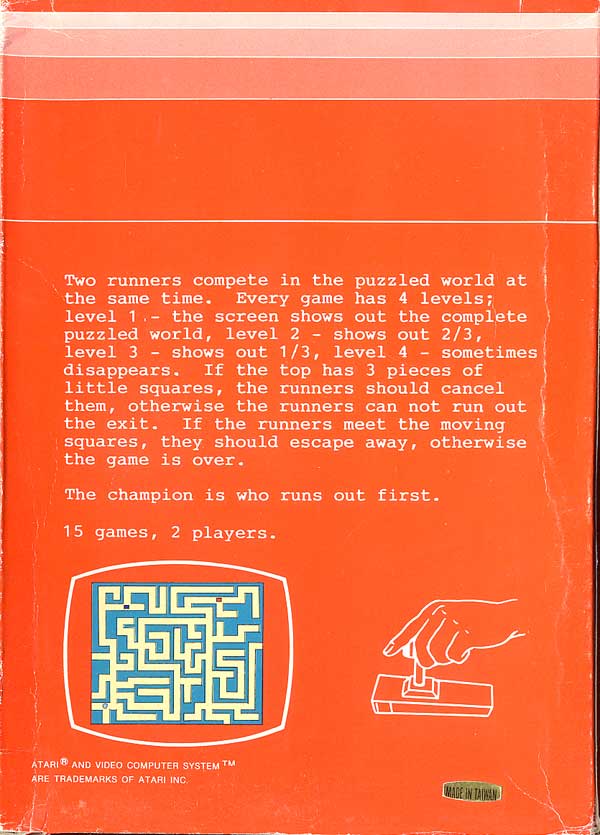 Two runners compete in the puzzled world at
the same time. Every game has 4 levels;
level 1 - the screen shows out the complete
puzzled world, level 2 - shows out 2/3,
level 3 - shows out 1/3, level 4 - sometimes
disappears. If the top has 3 pieces of
little squares, the runners should cancel
them, otherwise the runners can not run out
the exit. If the runners meet the moving
squares, they should escape away, otherwise
the game is over.
The champion is who runs out first.
15 games, 2 players.
ATARI® AND VIDEO COMPUTER SYSTEM™
ARE TRADEMARKS OF ATARI INC.
MADE IN TAIWAN